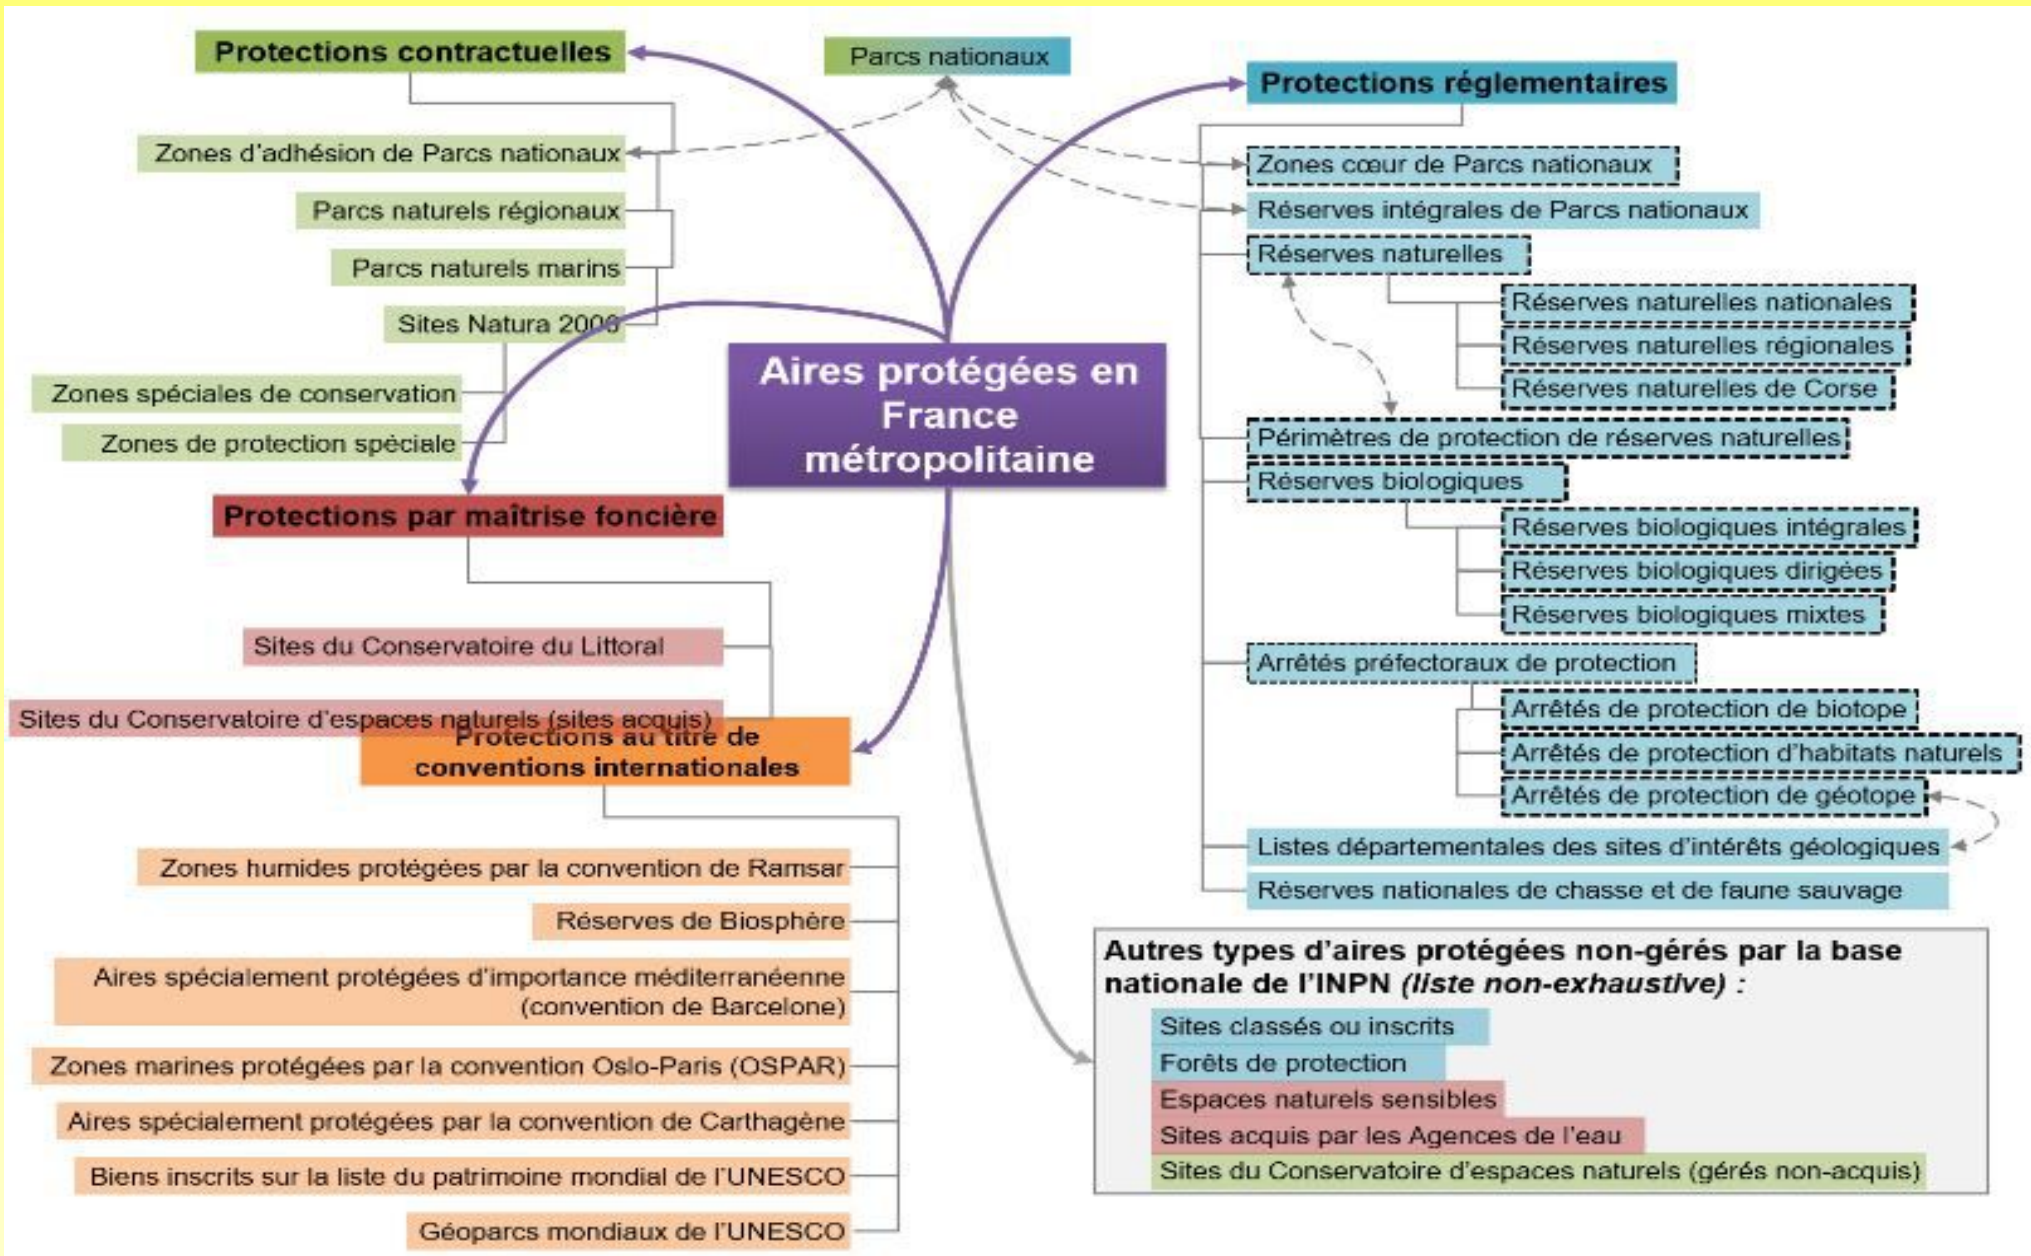 Parcs nationaux
Protections contractuelles
Zones d'adhésion de Parcs nationaux
Parcs naturels régionaux
Parcs naturels marins
Sites Natura 2000
Zones spéciales de conservation
Zones de protection spéciale
Aires protégées en
France
métropolitaine
Protections par maîtrise foncière
Sites du Conservatoire du Littoral
Sites du Conservatoire d'espaces naturels (sites acquis)
Protections au titre de
conventions internationales
Zones humides protégées par la convention de Ramsar
Réserves de Biosphère
Aires spécialement protégées d'importance méditerranéenne
(convention de Barcelone)
Zones marines protégées par la convention Oslo-Paris (OSPAR)
Aires spécialement protégées par la convention de Carthagène
Biens inscrits sur la liste du patrimoine mondial de l'UNESCO
Géoparcs mondiaux de l'UNESCO
Protections réglementaires
Zones cœur de Parcs nationaux
Réserves intégrales de Parcs nationaux
Réserves naturelles
Réserves naturelles nationales
Réserves naturelles régionales
Réserves naturelles de Corse
Périmètres de protection de réserves naturelles
Réserves biologiques
Réserves biologiques intégrales
Réserves biologiques dirigées
Réserves biologiques mixtes
Arrêtés préfectoraux de protection
Arrêtés de protection de biotope
Arrêtés de protection d'habitats naturels
Arrêtés de protection de géotope
Listes départementales des sites d'intérêts géologiques
Réserves nationales de chasse et de faune sauvage
Autres types d'aires protégées non-gérés par la base
nationale de l'INPN (liste non-exhaustive) :
Sites classés ou inscrits
Forêts de protection
Espaces naturels sensibles
Sites acquis par les Agences de l'eau
Sites du Conservatoire d'espaces naturels (gérés non-acquis)